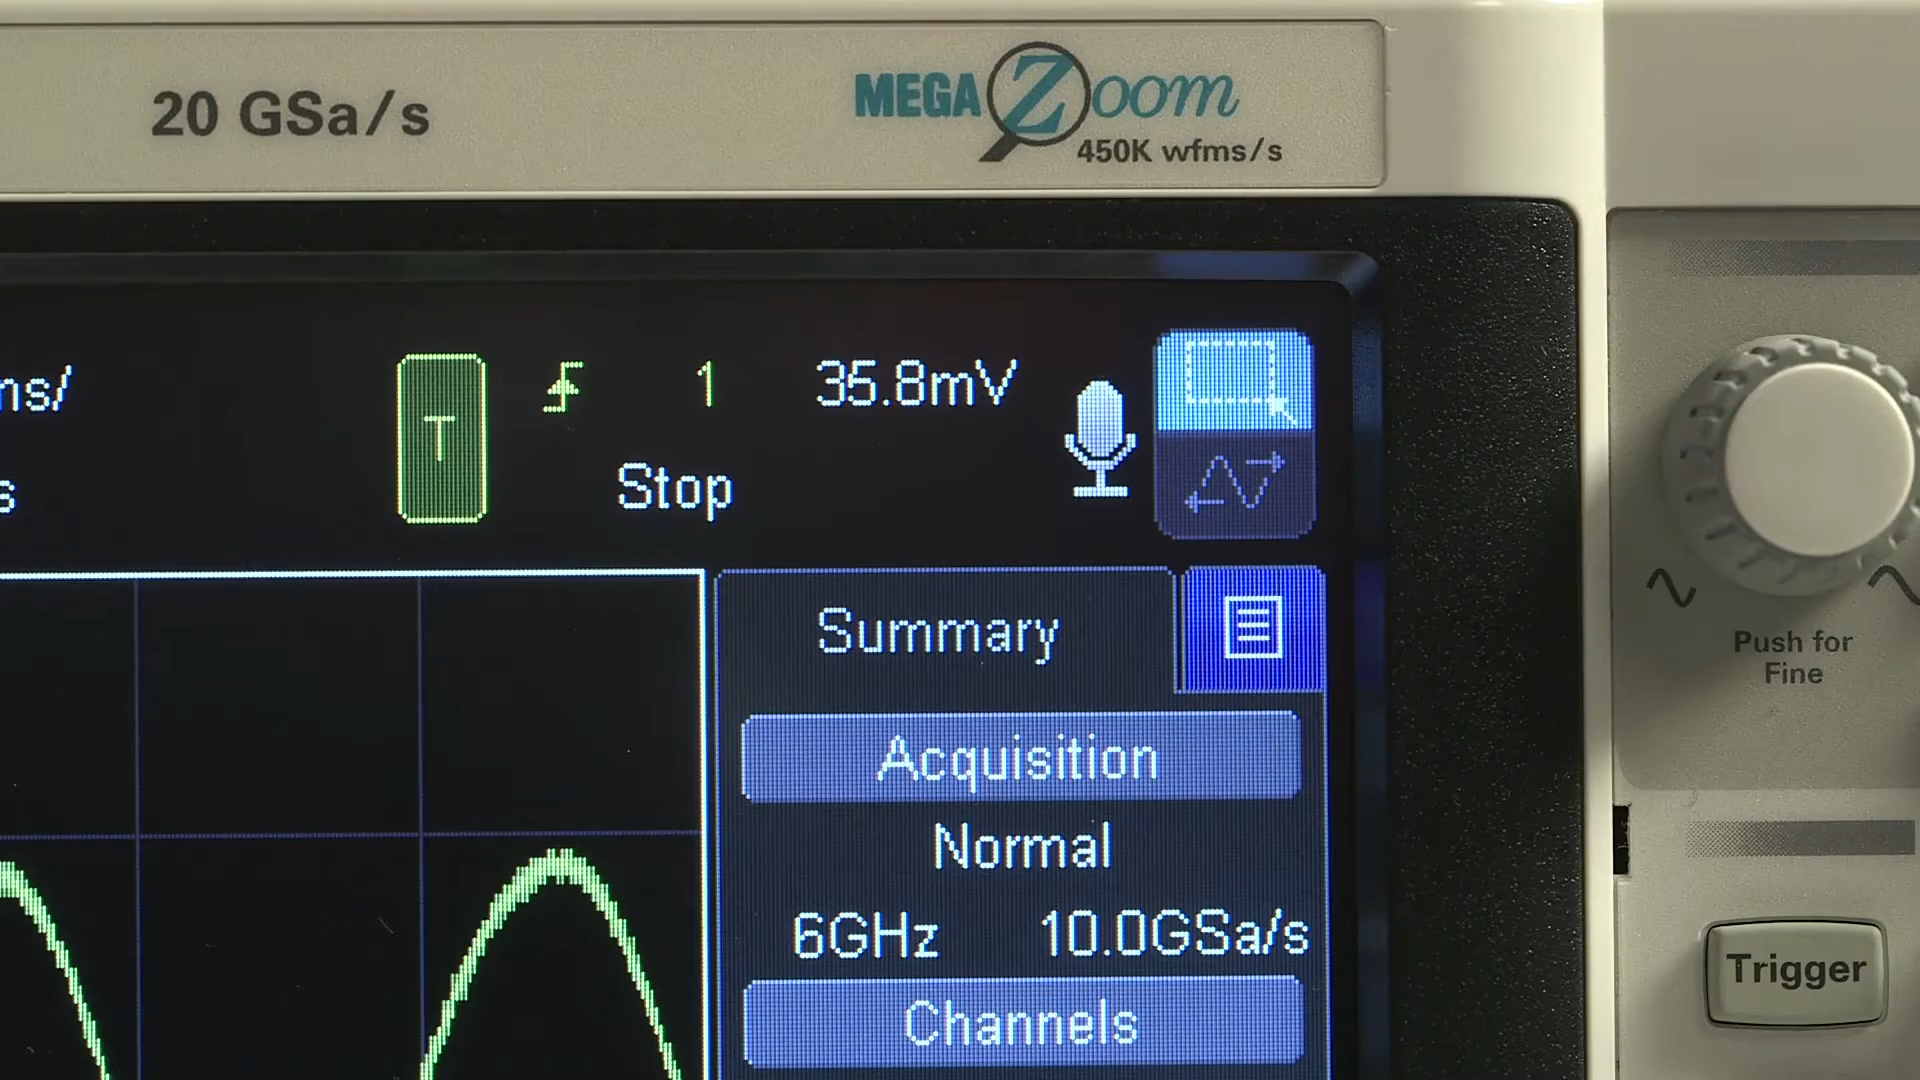 20 GSa/s
MEGA Zoom
450K wfms/s
ms/
T
1
35.8mV
s
Stop
Summary
Acquisition
Normal
6GHz 10.0GSa/s
Channels
Push for
Fine
Trigger